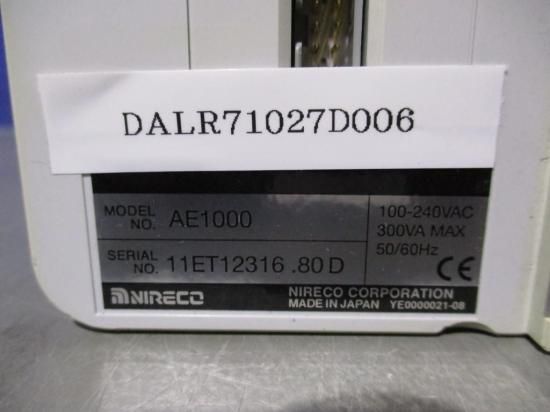 DALR71027D006
MODEL NO. AE1000
SERIAL NO. 11ET12316 .80 D
100-240VAC
300VA MAX
50/60Hz
CE
NIRECO
NIRECO CORPORATION
MADE IN JAPAN YE0000021-08